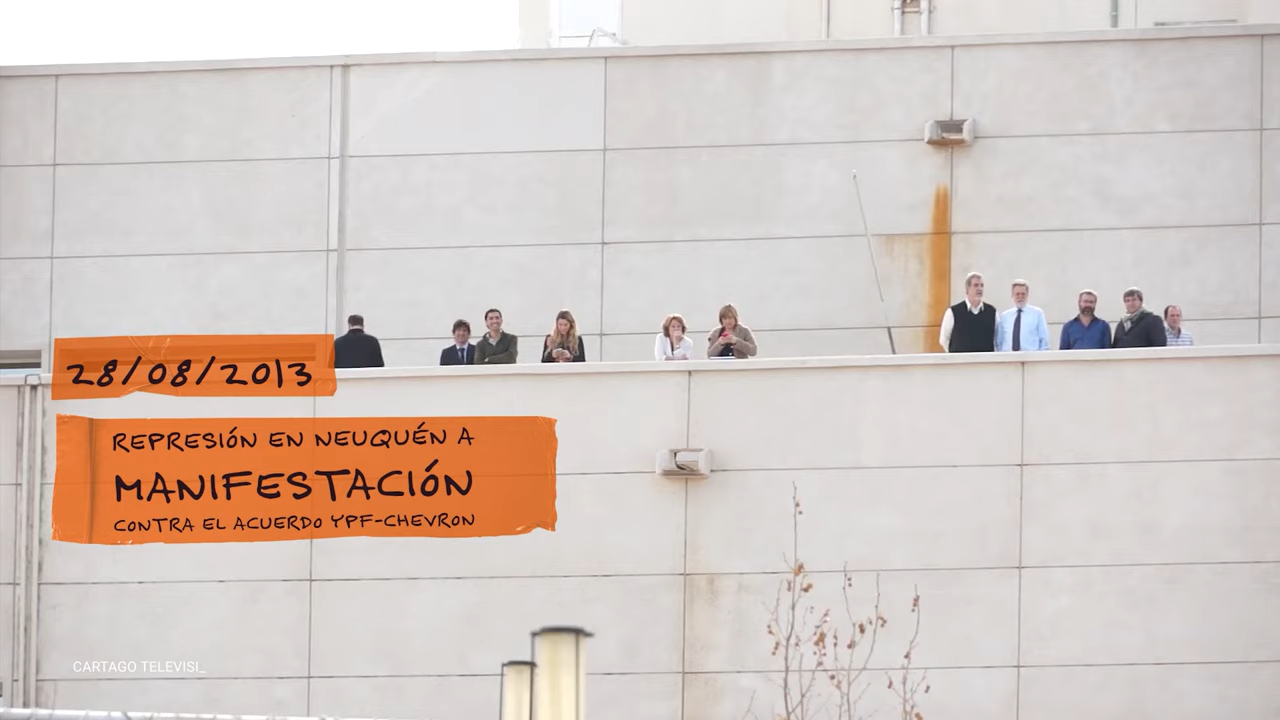 28/08/2013
REPRESIÓN EN NEUQUÉN A
MANIFESTACIÓN
CONTRA EL ACUERDO YPF-CHEVRON
CARTAGO TELEVISI_